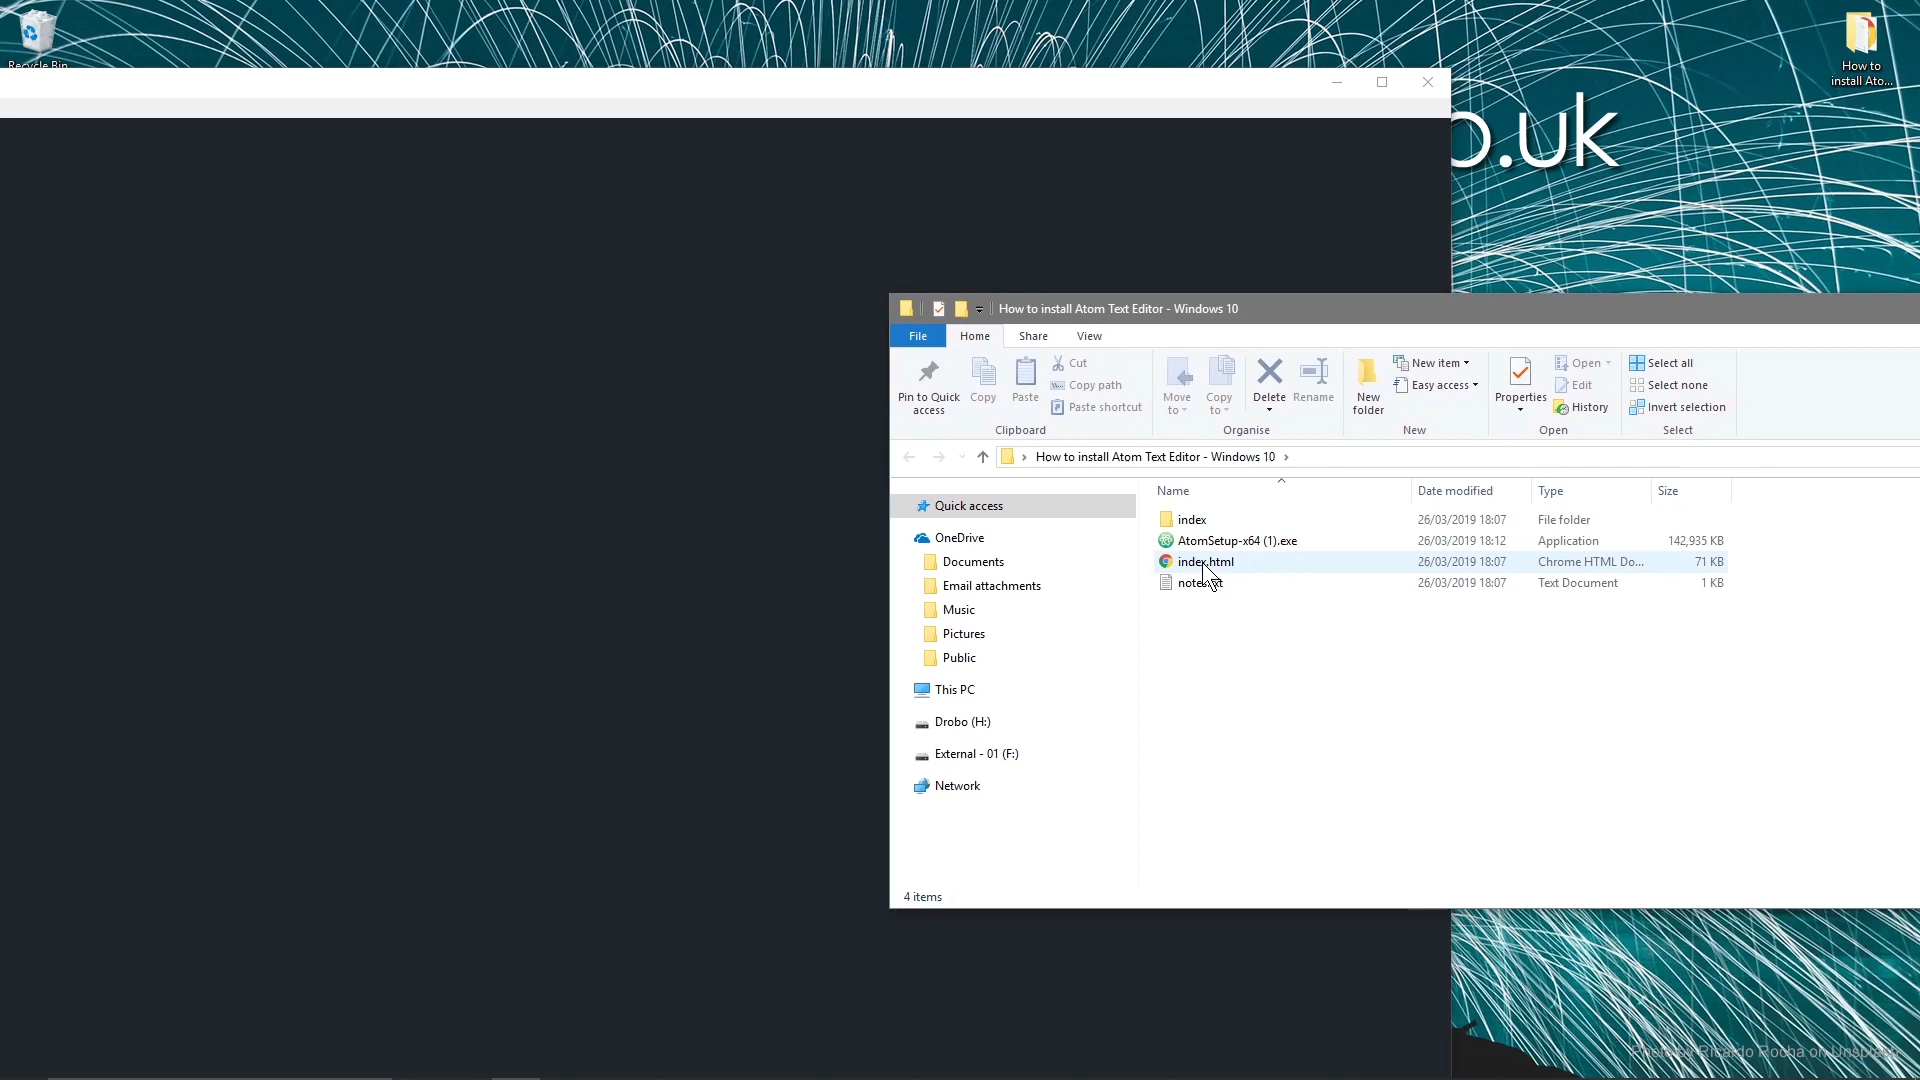 Recycle Bin
How to
install Ato...
o.uk
How to install Atom Text Editor - Windows 10
File Home Share View
Pin to Quick access Copy Paste Cut Copy path Paste shortcut
Move to Copy to Delete Rename New folder New item Easy access
Properties Open Edit History Select all Select none Invert selection
Clipboard Organise New Open Select
How to install Atom Text Editor - Windows 10
Name Date modified Type Size
Quick access
OneDrive
Documents
Email attachments
Music
Pictures
Public
This PC
Drobo (H:)
External - 01 (F:)
Network
index 26/03/2019 18:07 File folder
AtomSetup-x64 (1).exe 26/03/2019 18:12 Application 142,935 KB
index.html 26/03/2019 18:07 Chrome HTML Do... 71 KB
26/03/2019 18:07 Text Document 1 KB
4 items
Photo by Ricardo Rocha on Unsplash